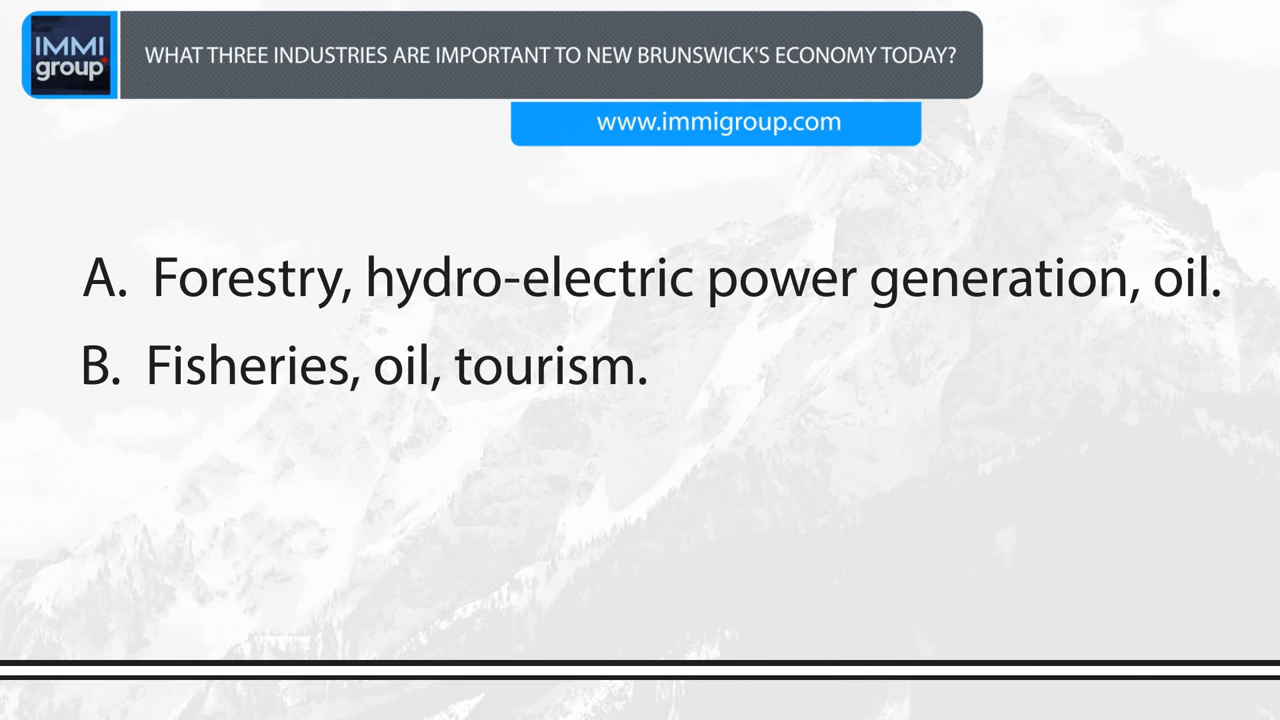 IMMI
group
WHAT THREE INDUSTRIES ARE IMPORTANT TO NEW BRUNSWICK'S ECONOMY TODAY?
www.immigroup.com
A. Forestry, hydro-electric power generation, oil.
B. Fisheries, oil, tourism.